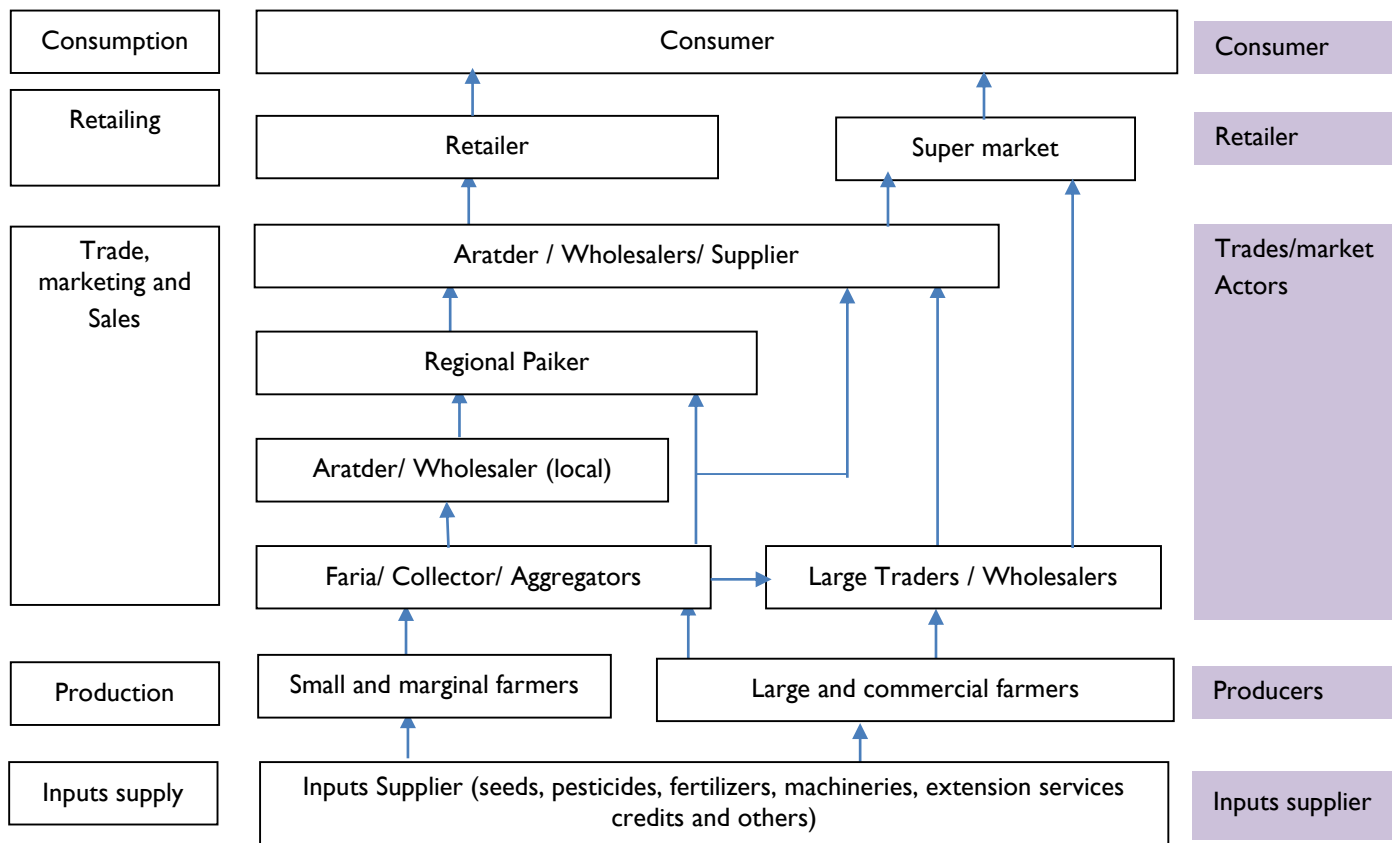 Consumption
Consumer
Consumer
Retailing
Retailer
Super market
Retailer
Trade,
marketing and
Sales
Aratder / Wholesalers/ Supplier
Trades/market
Actors
Regional Paiker
Aratder/ Wholesaler (local)
Faria/ Collector/ Aggregators
Large Traders / Wholesalers
Production
Small and marginal farmers
Large and commercial farmers
Producers
Inputs supply
Inputs Supplier (seeds, pesticides, fertilizers, machineries, extension services
credits and others)
Inputs supplier